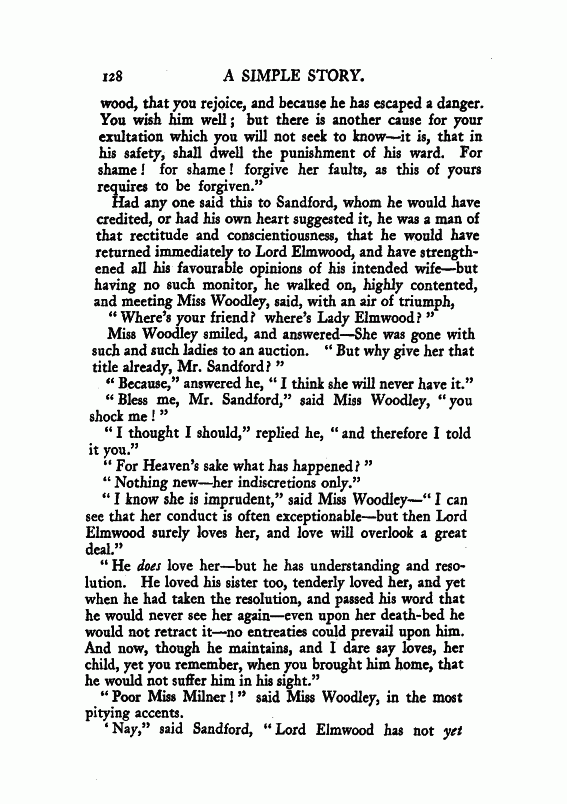 128 A SIMPLE STORY.
wood, that you rejoice, and because he has escaped a danger.
You wish him well; but there is another cause for your
exultation which you will not seek to know—it is, that in
his safety, shall dwell the punishment of his ward. For
shame! for shame! forgive her faults, as this of yours
requires to be forgiven."
Had any one said this to Sandford, whom he would have
credited, or had his own heart suggested it, he was a man of
that rectitude and conscientiousness, that he would have
returned immediately to Lord Elmwood, and have strength-
ened all his favourable opinions of his intended wife—but
having no such monitor, he walked on, highly contented,
and meeting Miss Woodley, said, with an air of triumph,
"Where's your friend? where's Lady Elmwood?"
Miss Woodley smiled, and answered—She was gone with
such and such ladies to an auction. "But why give her that
title already, Mr. Sandford?"
"Because," answered he, "I think she will never have it."
"Bless me, Mr. Sandford," said Miss Woodley, "you
shock me!"
"I thought I should," replied he, "and therefore I told
it you."
"For Heaven's sake what has happened?"
"Nothing new—her indiscretions only."
"I know she is imprudent," said Miss Woodley—"I can
see that her conduct is often exceptionable—but then Lord
Elmwood surely loves her, and love will overlook a great
deal."
"He does love her—but he has understanding and reso-
lution. He loved his sister too, tenderly loved her, and yet
when he had taken the resolution, and passed his word that
he would never see her again—even upon her death-bed he
would not retract it—no entreaties could prevail upon him.
And now, though he maintains, and I dare say loves, her
child, yet you remember, when you brought him home, that
he would not suffer him in his sight."
"Poor Miss Milner!" said Miss Woodley, in the most
pitying accents.
'Nay," said Sandford, "Lord Elmwood has not yet